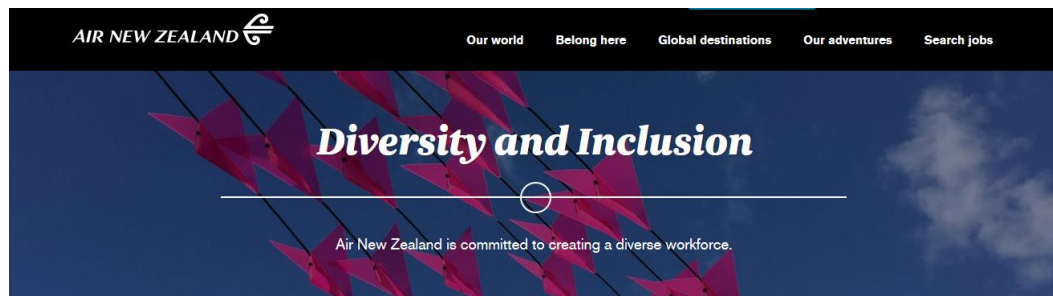 AIR NEW ZEALAND
Our world Belong here Global destinations Our adventures Search jobs
Diversity and Inclusion
Air New Zealand is committed to creating a diverse workforce.